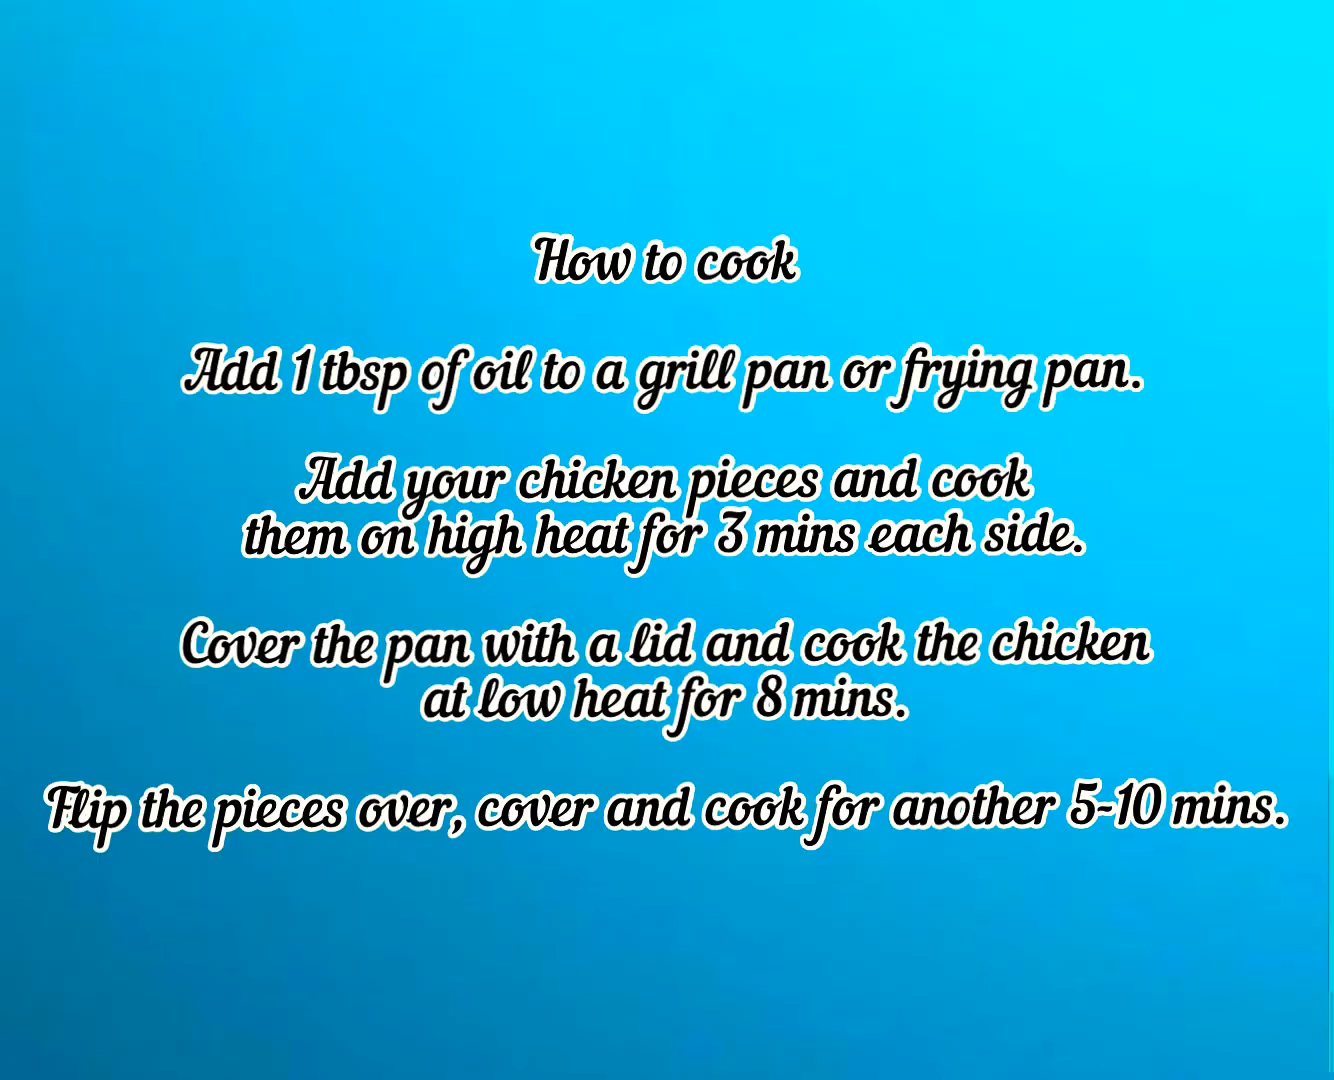 How to cook
Add 1 tbsp of oil to a grill pan or frying pan.
Add your chicken pieces and cook
them on high heat for 3 mins each side.
Cover the pan with a lid and cook the chicken
at low heat for 8 mins.
Flip the pieces over, cover and cook for another 5-10 mins.